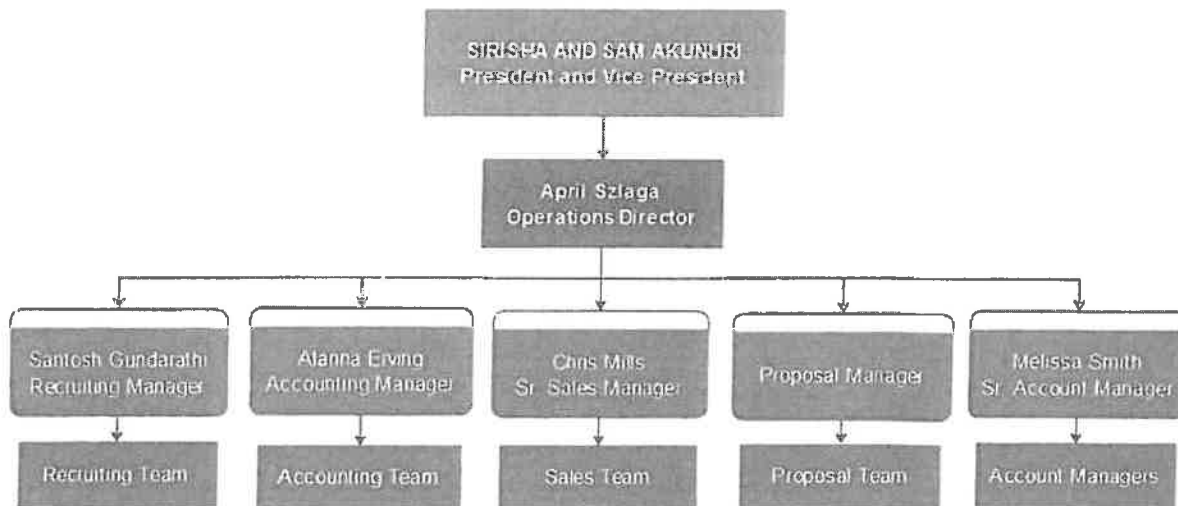 SIRISHA AND SAM AKUNURI
President and Vice President
April Szlaga
Operations Director
Santosh Gundarathi
Recruiting Manager
Alanna Erving
Accounting Manager
Chris Mills
Sr. Sales Manager
Proposal Manager
Melissa Smith
Sr. Account Manager
Recruiting Team
Accounting Team
Sales Team
Proposal Team
Account Managers